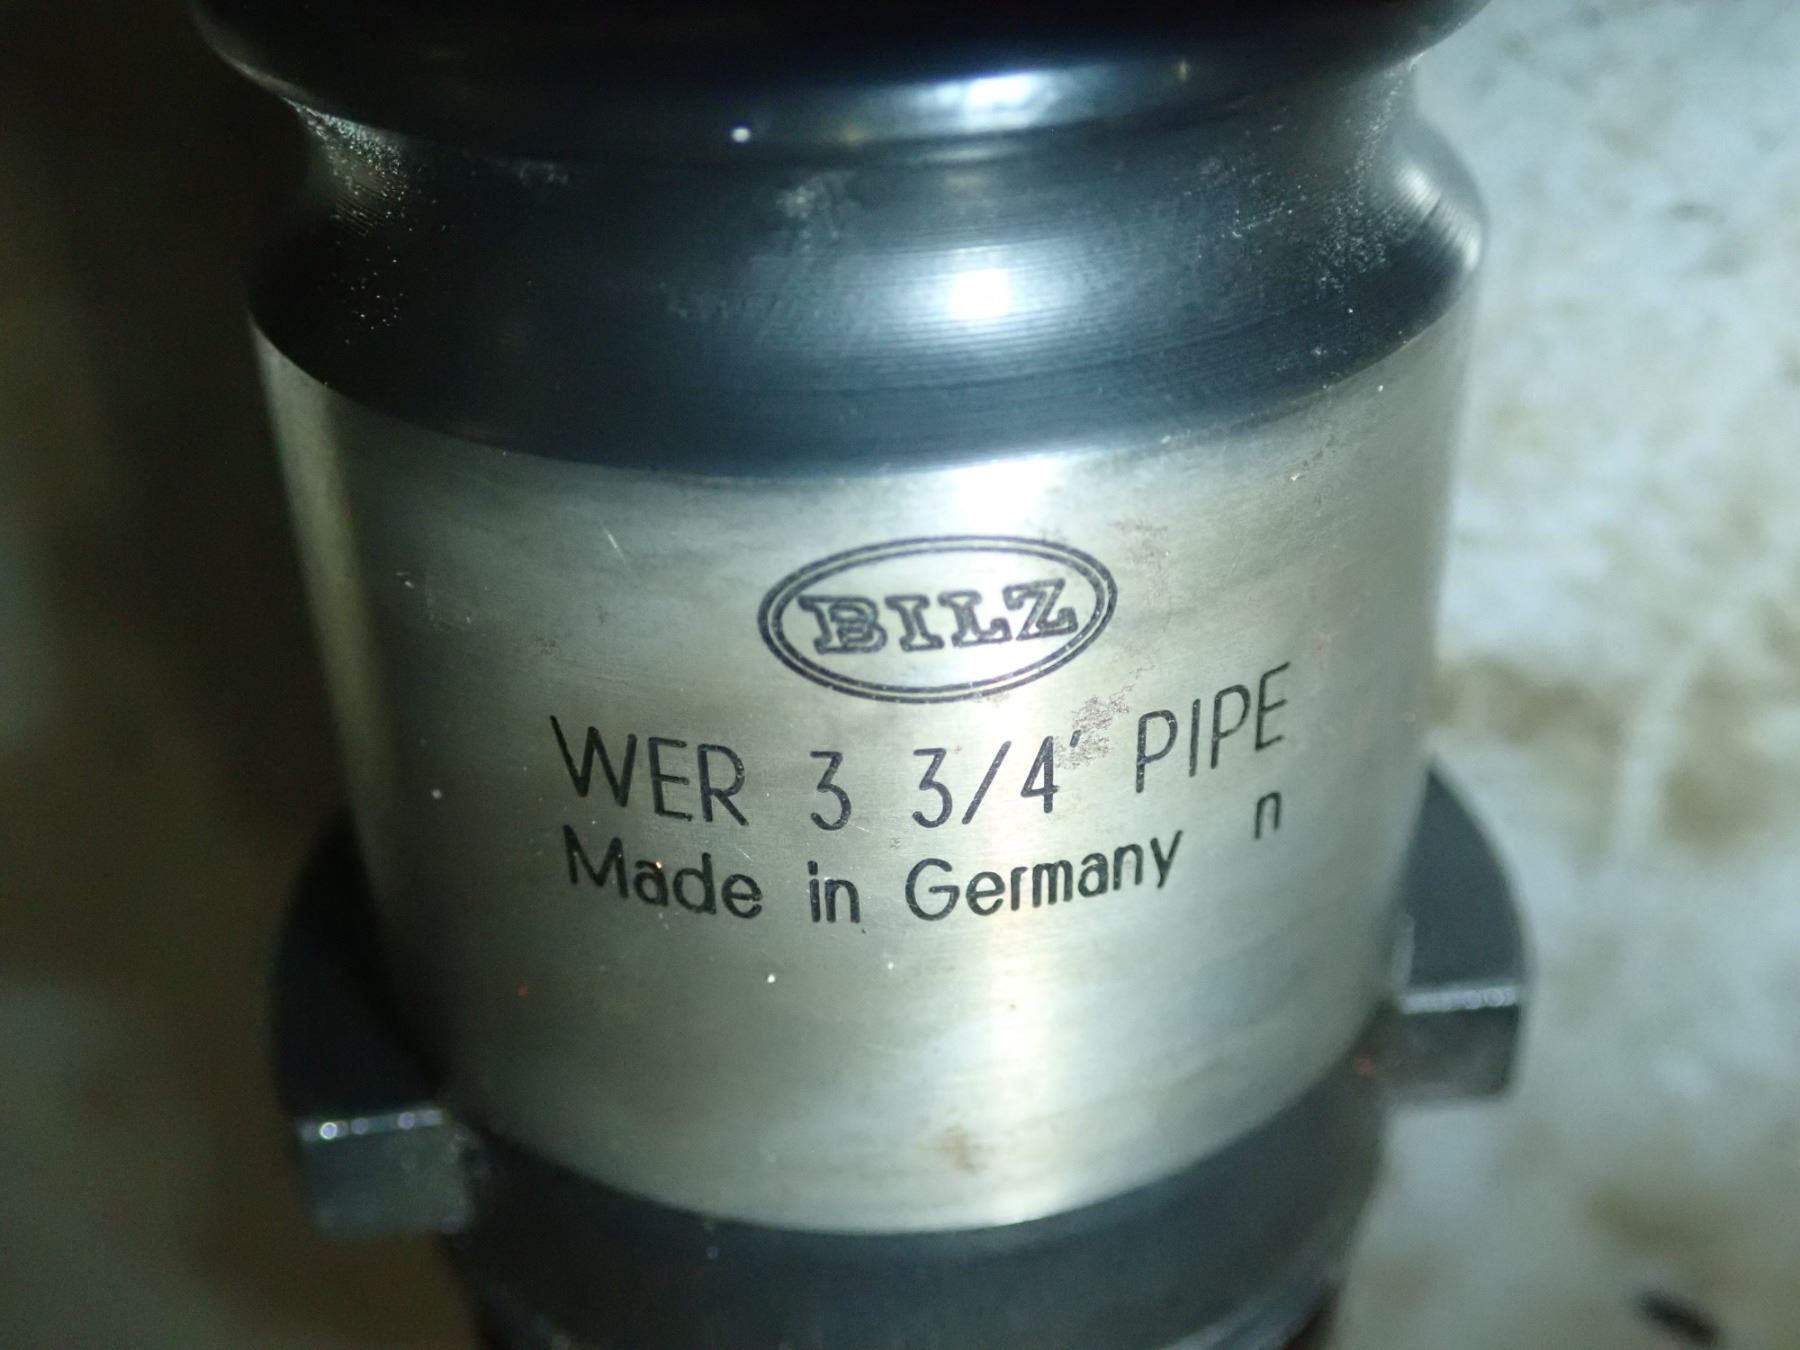 BILZ
WER 3 3/4" PIPE
n
Made in Germany